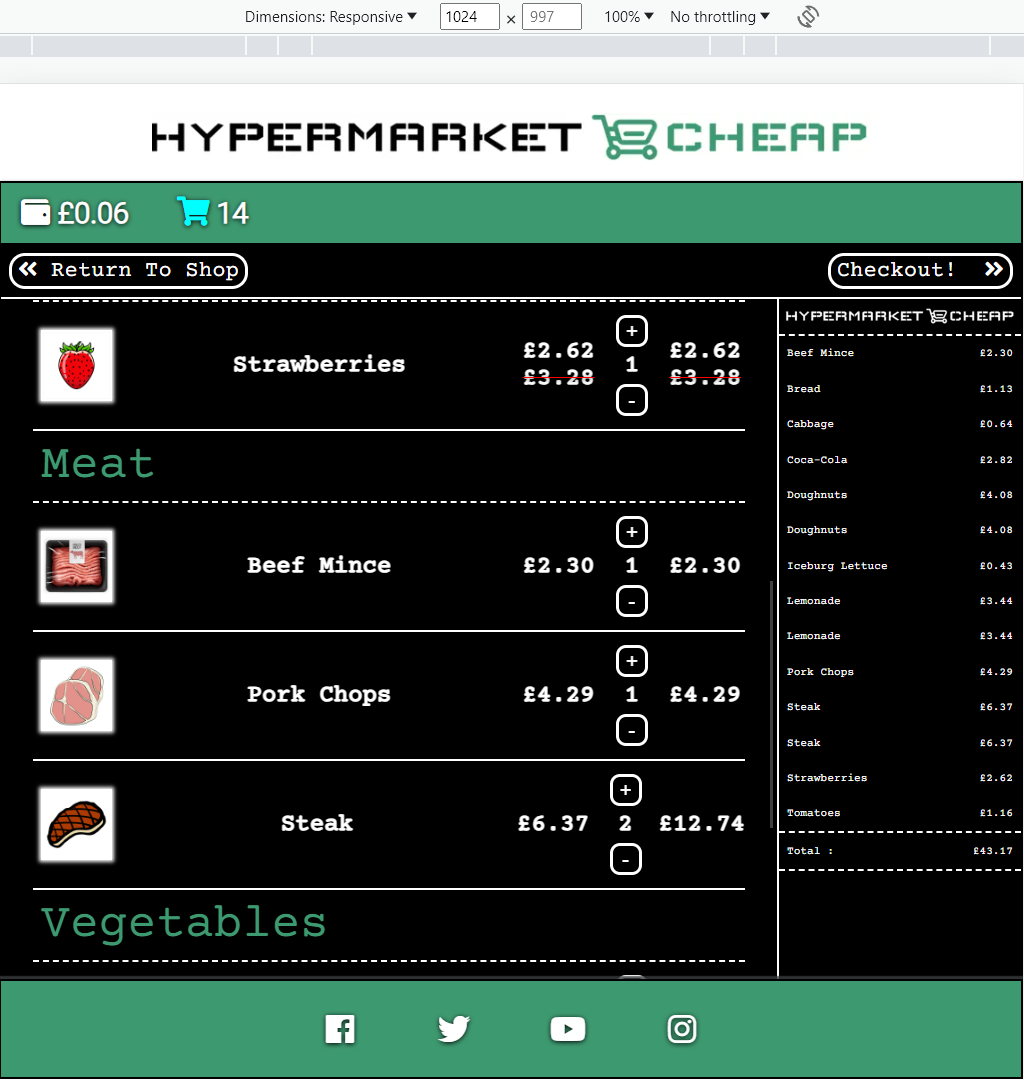 Dimensions: Responsive ▼ 1024 × 997 100% ▼ No throttling ▼
HYPERMARKET CHEAP
£0.06 14
« Return To Shop Checkout! »
Strawberries £2.62 £3.28 + 1 - £2.62 £3.28
Meat
Beef Mince £2.30 + 1 - £2.30
Pork Chops £4.29 + 1 - £4.29
Steak £6.37 + 2 - £12.74
Vegetables
HYPERMARKET CHEAP
Beef Mince £2.30
Bread £1.13
Cabbage £0.64
Coca-Cola £2.82
Doughnuts £4.08
Doughnuts £4.08
Iceburg Lettuce £0.43
Lemonade £3.44
Lemonade £3.44
Pork Chops £4.29
Steak £6.37
Steak £6.37
Strawberries £2.62
Tomatoes £1.16
Total : £43.17